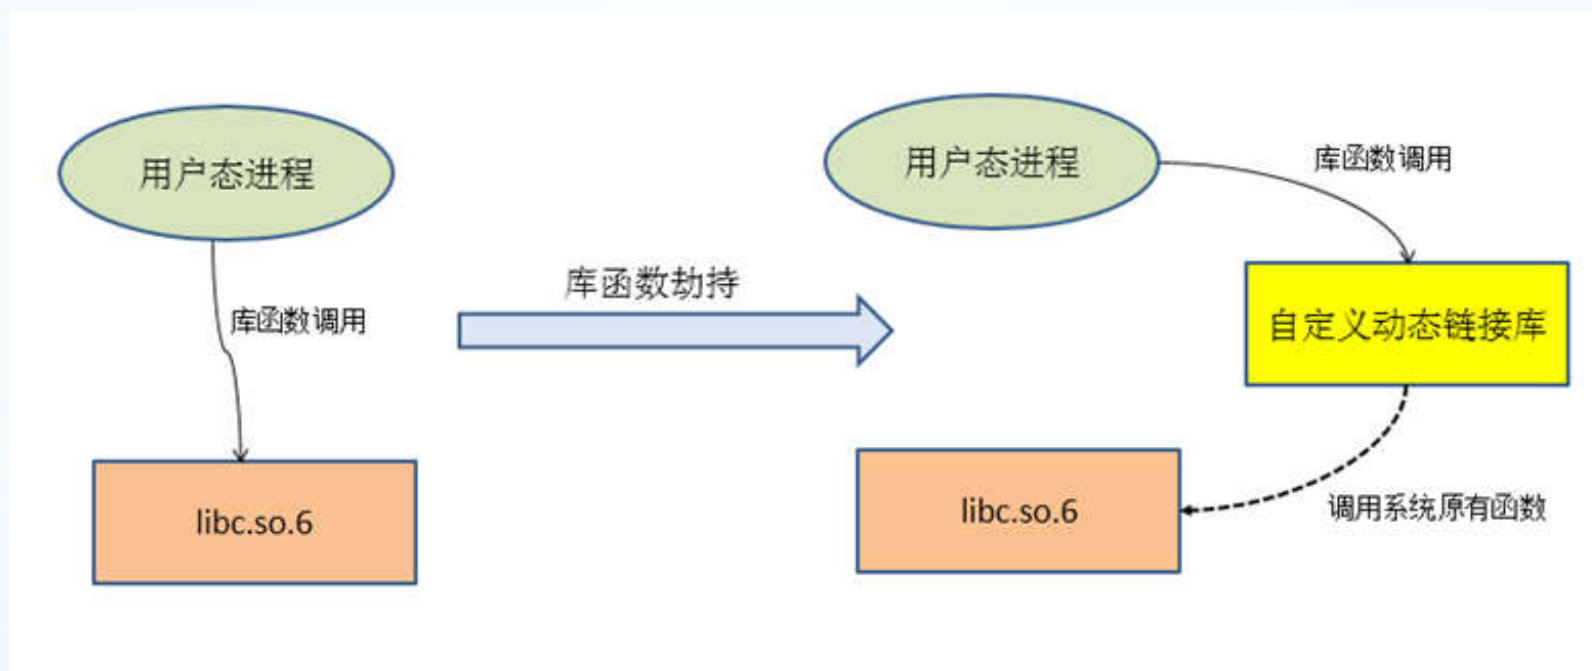 用户态进程
库函数调用
libc.so.6
库函数劫持
用户态进程
库函数调用
自定义动态链接库
调用系统原有函数
libc.so.6